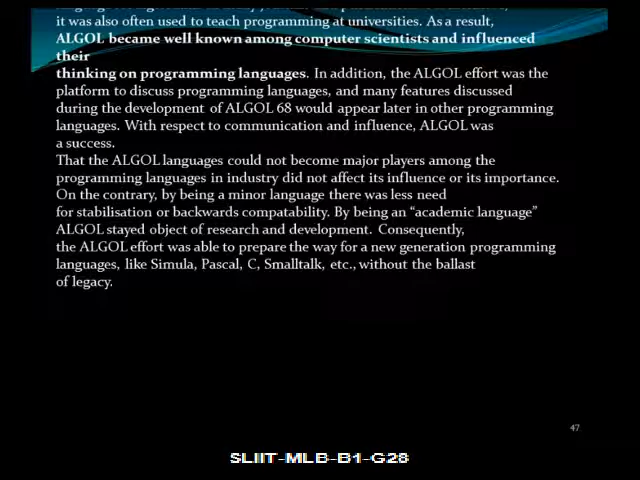 it was also often used to teach programming at universities. As a result,
ALGOL became well known among computer scientists and influenced
their
thinking on programming languages. In addition, the ALGOL effort was the
platform to discuss programming languages, and many features discussed
during the development of ALGOL 68 would appear later in other programming
languages. With respect to communication and influence, ALGOL was
a success.
That the ALGOL languages could not become major players among the
programming languages in industry did not affect its influence or its importance.
On the contrary, by being a minor language there was less need
for stabilisation or backwards compatability. By being an “academic language”
ALGOL stayed object of research and development. Consequently,
the ALGOL effort was able to prepare the way for a new generation programming
languages, like Simula, Pascal, C, Smalltalk, etc., without the ballast
of legacy.
47
SLIIT-MLB-B1-G28